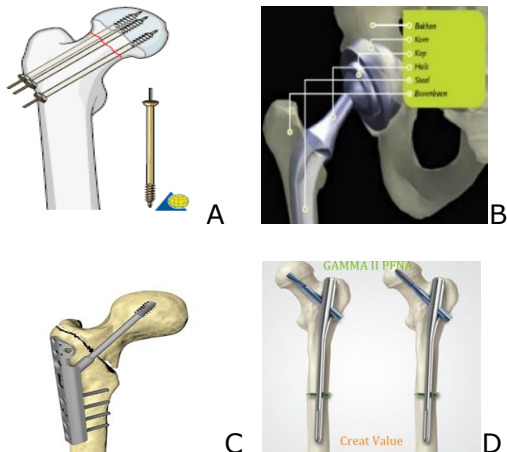 A
Bekken
Kom
Kop
Hals
Steel
Bovenbeen
B
C
GAMMA II PFNA
Creat Value
D